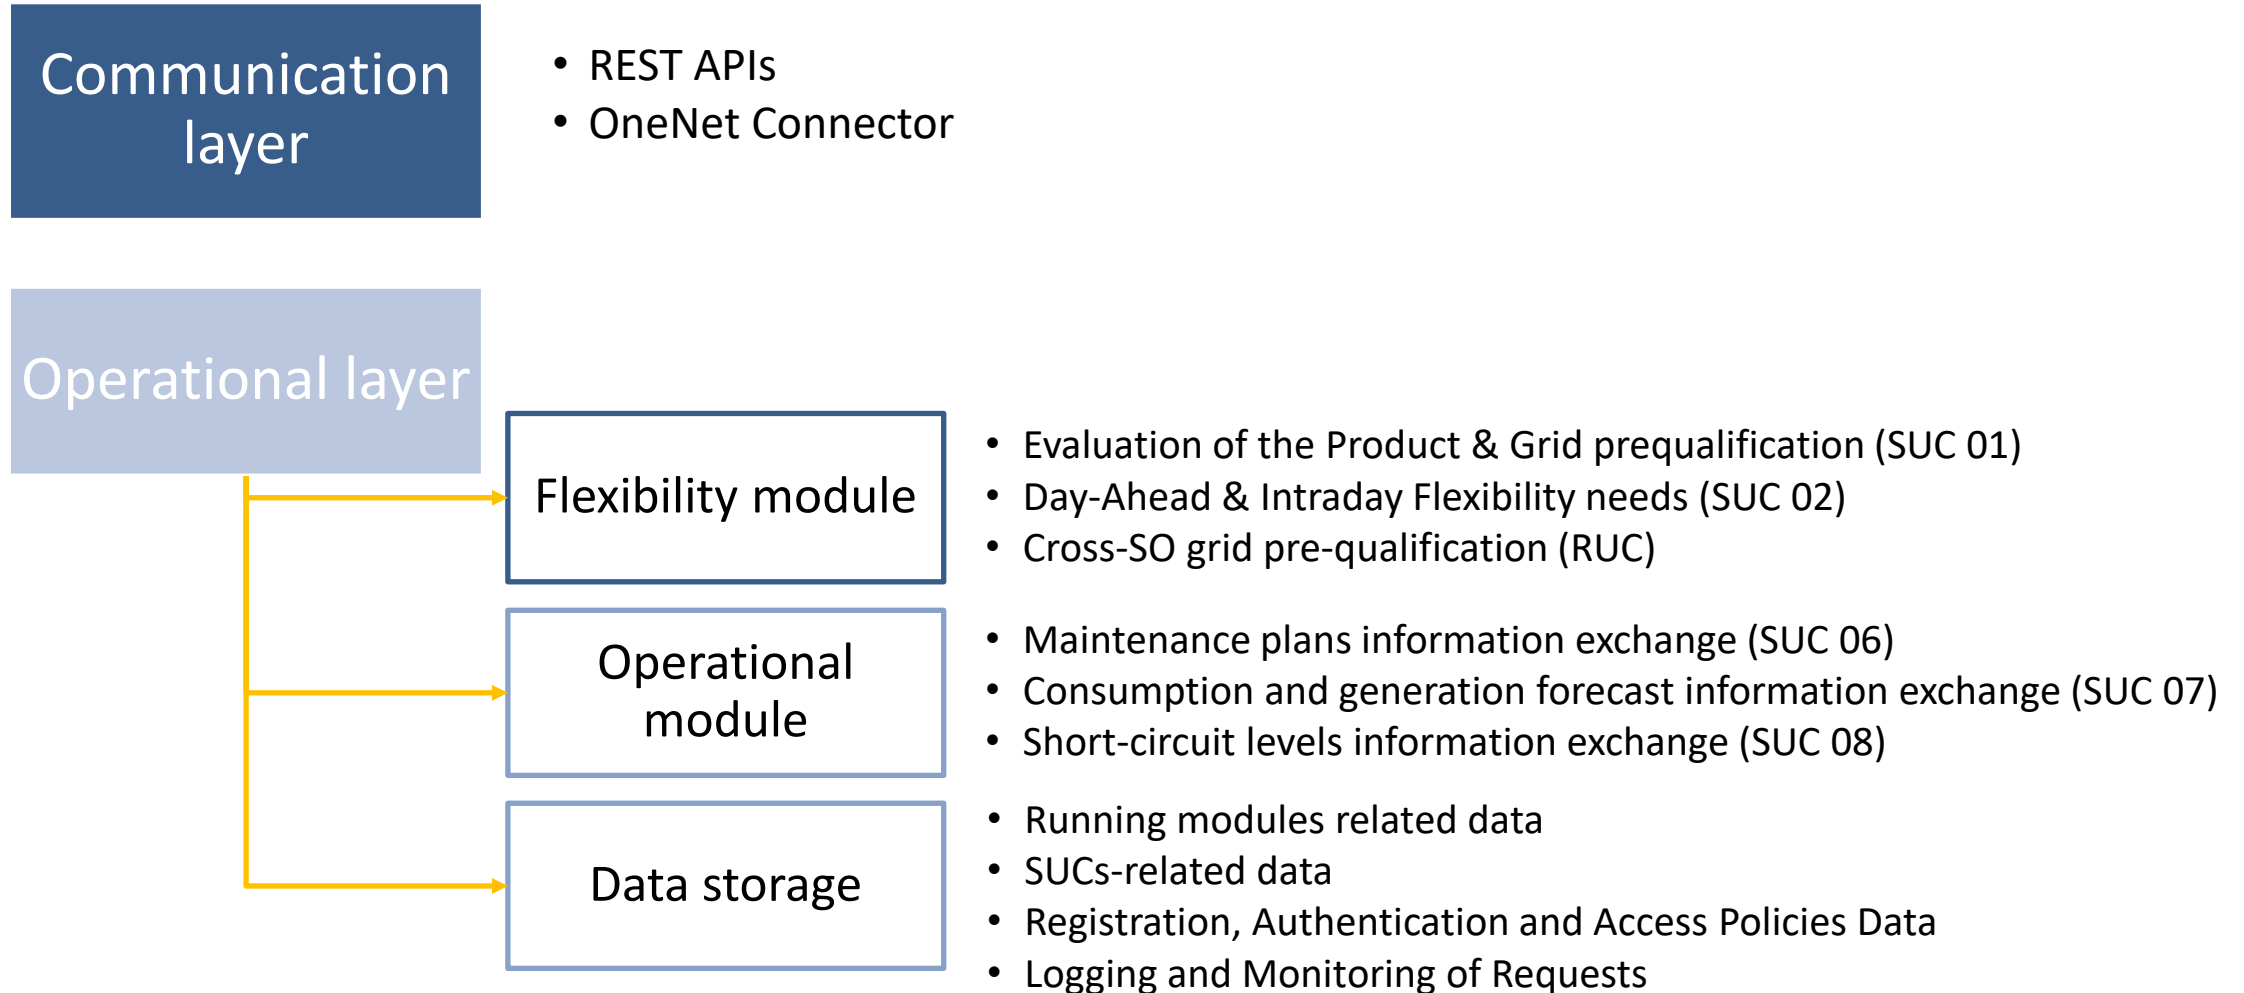 Communication
layer
• REST APIs
• OneNet Connector
Operational layer
Flexibility module
• Evaluation of the Product & Grid prequalification (SUC 01)
• Day-Ahead & Intraday Flexibility needs (SUC 02)
• Cross-SO grid pre-qualification (RUC)
Operational
module
• Maintenance plans information exchange (SUC 06)
• Consumption and generation forecast information exchange (SUC 07)
• Short-circuit levels information exchange (SUC 08)
Data storage
• Running modules related data
• SUCs-related data
• Registration, Authentication and Access Policies Data
• Logging and Monitoring of Requests